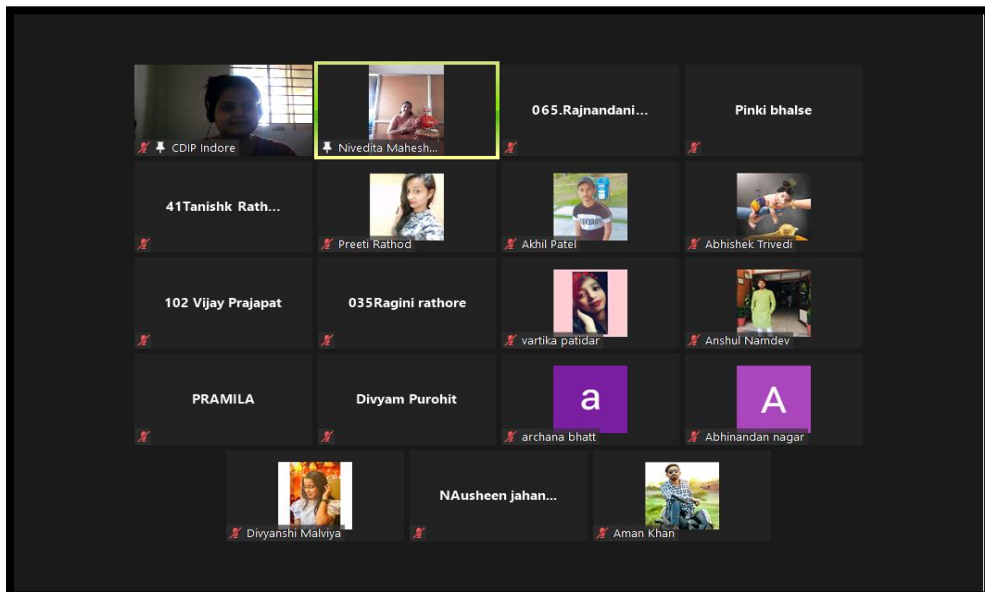 CDIP Indore
Nivedita Mahesh...
065.Rajnandani...
Pinki bhalse
41Tanishk Rath...
Preeti Rathod
Akhil Patel
Abhishek Trivedi
102 Vijay Prajapat
035Ragini rathore
vartika patidar
Anshul Namdev
PRAMILA
Divyam Purohit
a
archana bhatt
A
Abhinandan nagar
Divyanshi Malviya
NAusheen jahan...
Aman Khan